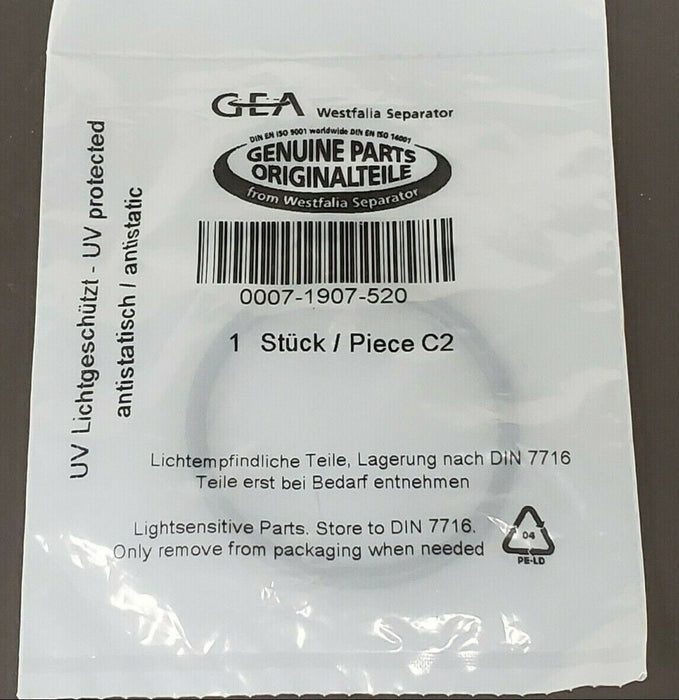 GEA Westfalia Separator
DIN EN ISO 9001 worldwide DIN EN ISO 14001
GENUINE PARTS
ORIGINALTEILE
from Westfalia Separator
0007-1907-520
1 Stück / Piece C2
UV Lichtgeschützt - UV protected
antistatisch / antistatic
Lichtempfindliche Teile, Lagerung nach DIN 7716
Teile erst bei Bedarf entnehmen
Lightsensitive Parts. Store to DIN 7716.
Only remove from packaging when needed
04
PE-LD